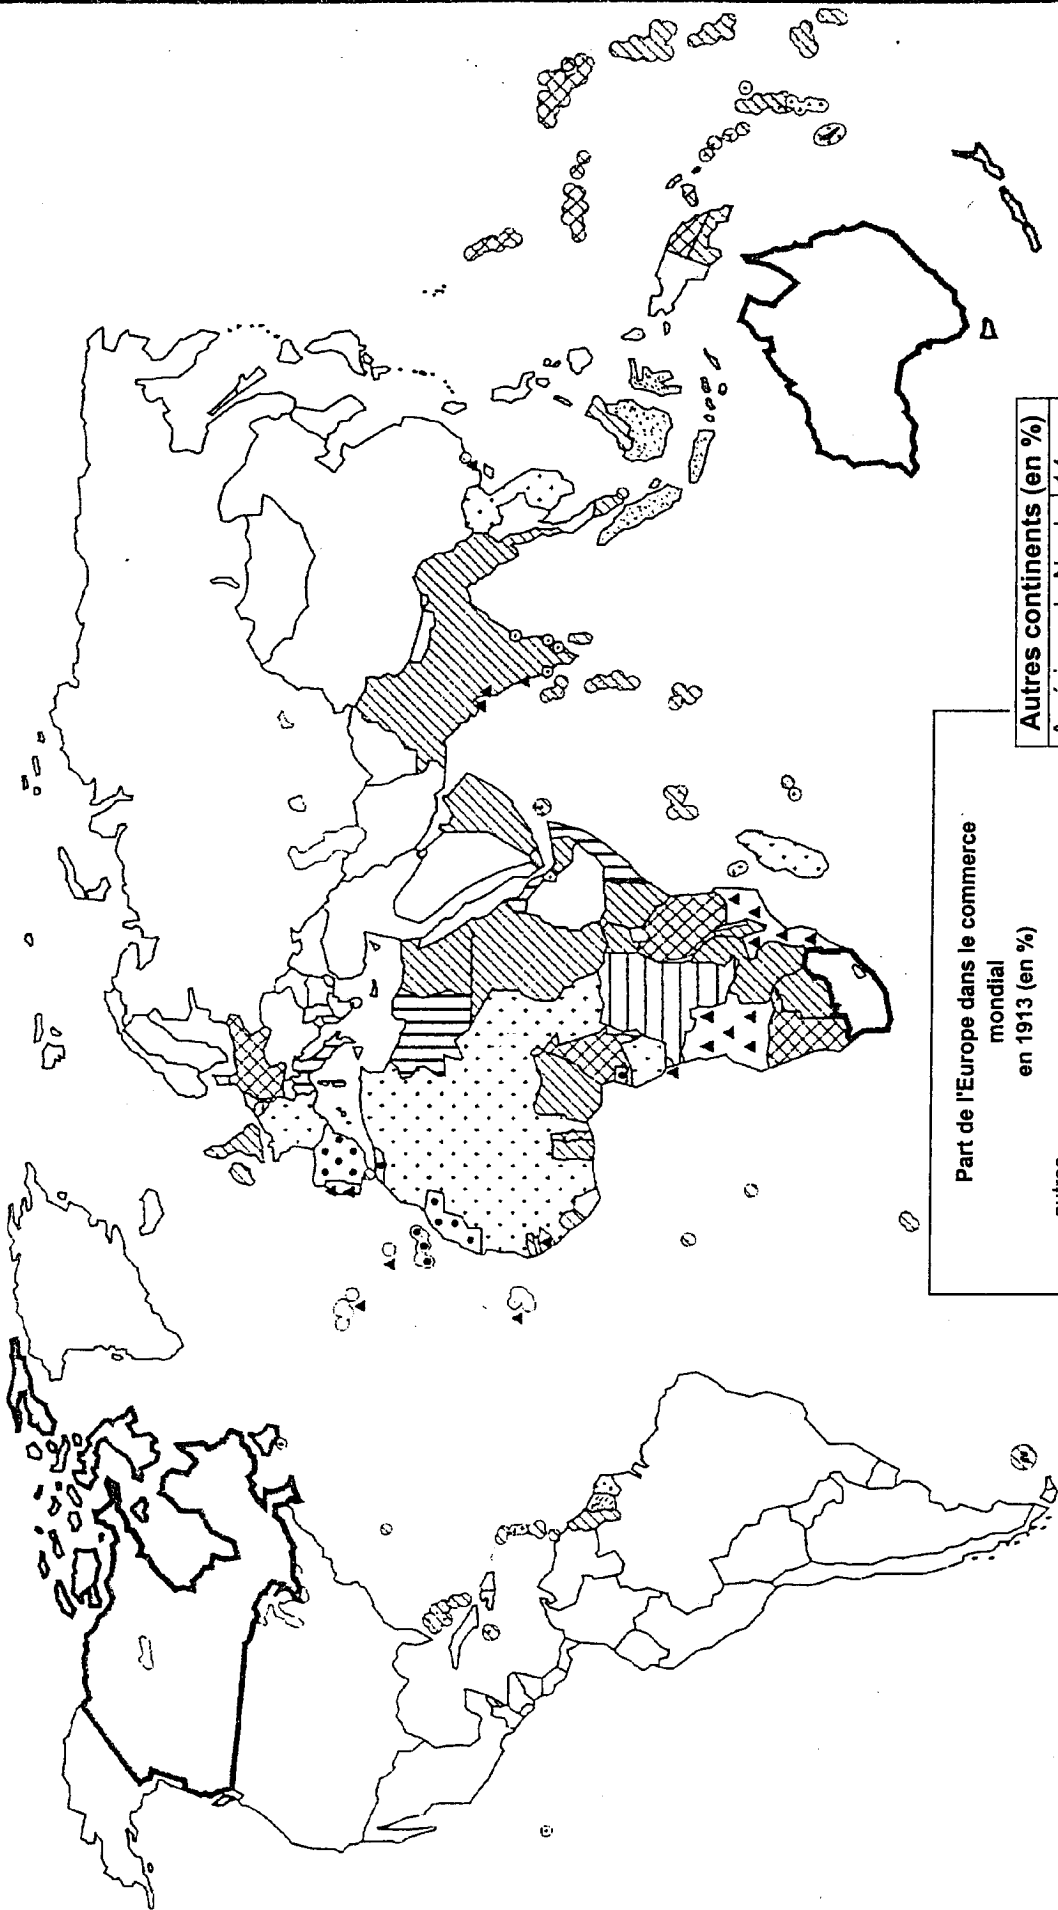 Part de l'Europe dans le commerce
mondial
en 1913 (en %)
Autres continents (en %)